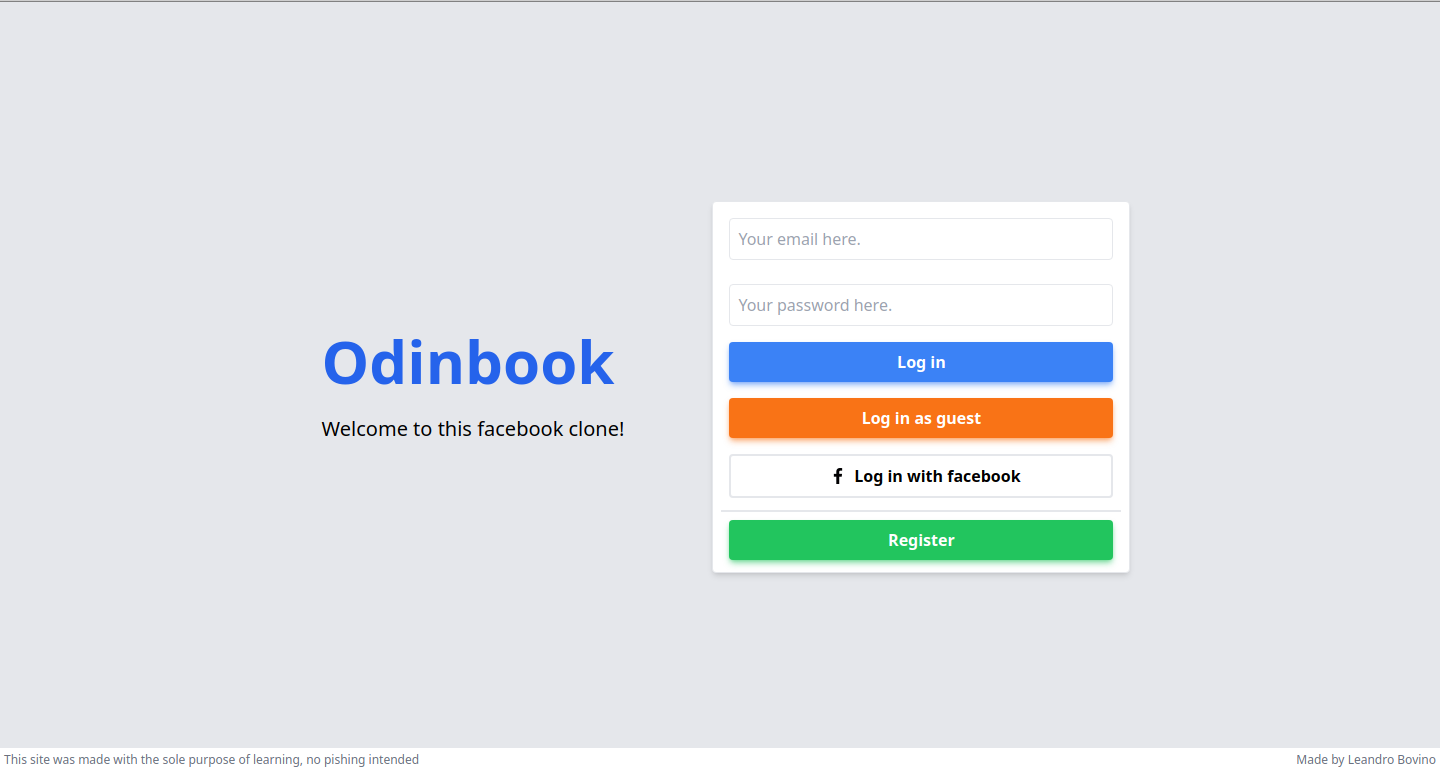 Odinbook
Welcome to this facebook clone!
Your email here.
Your password here.
Log in
Log in as guest
Log in with facebook
Register
This site was made with the sole purpose of learning, no pishing intended
Made by Leandro Bovino